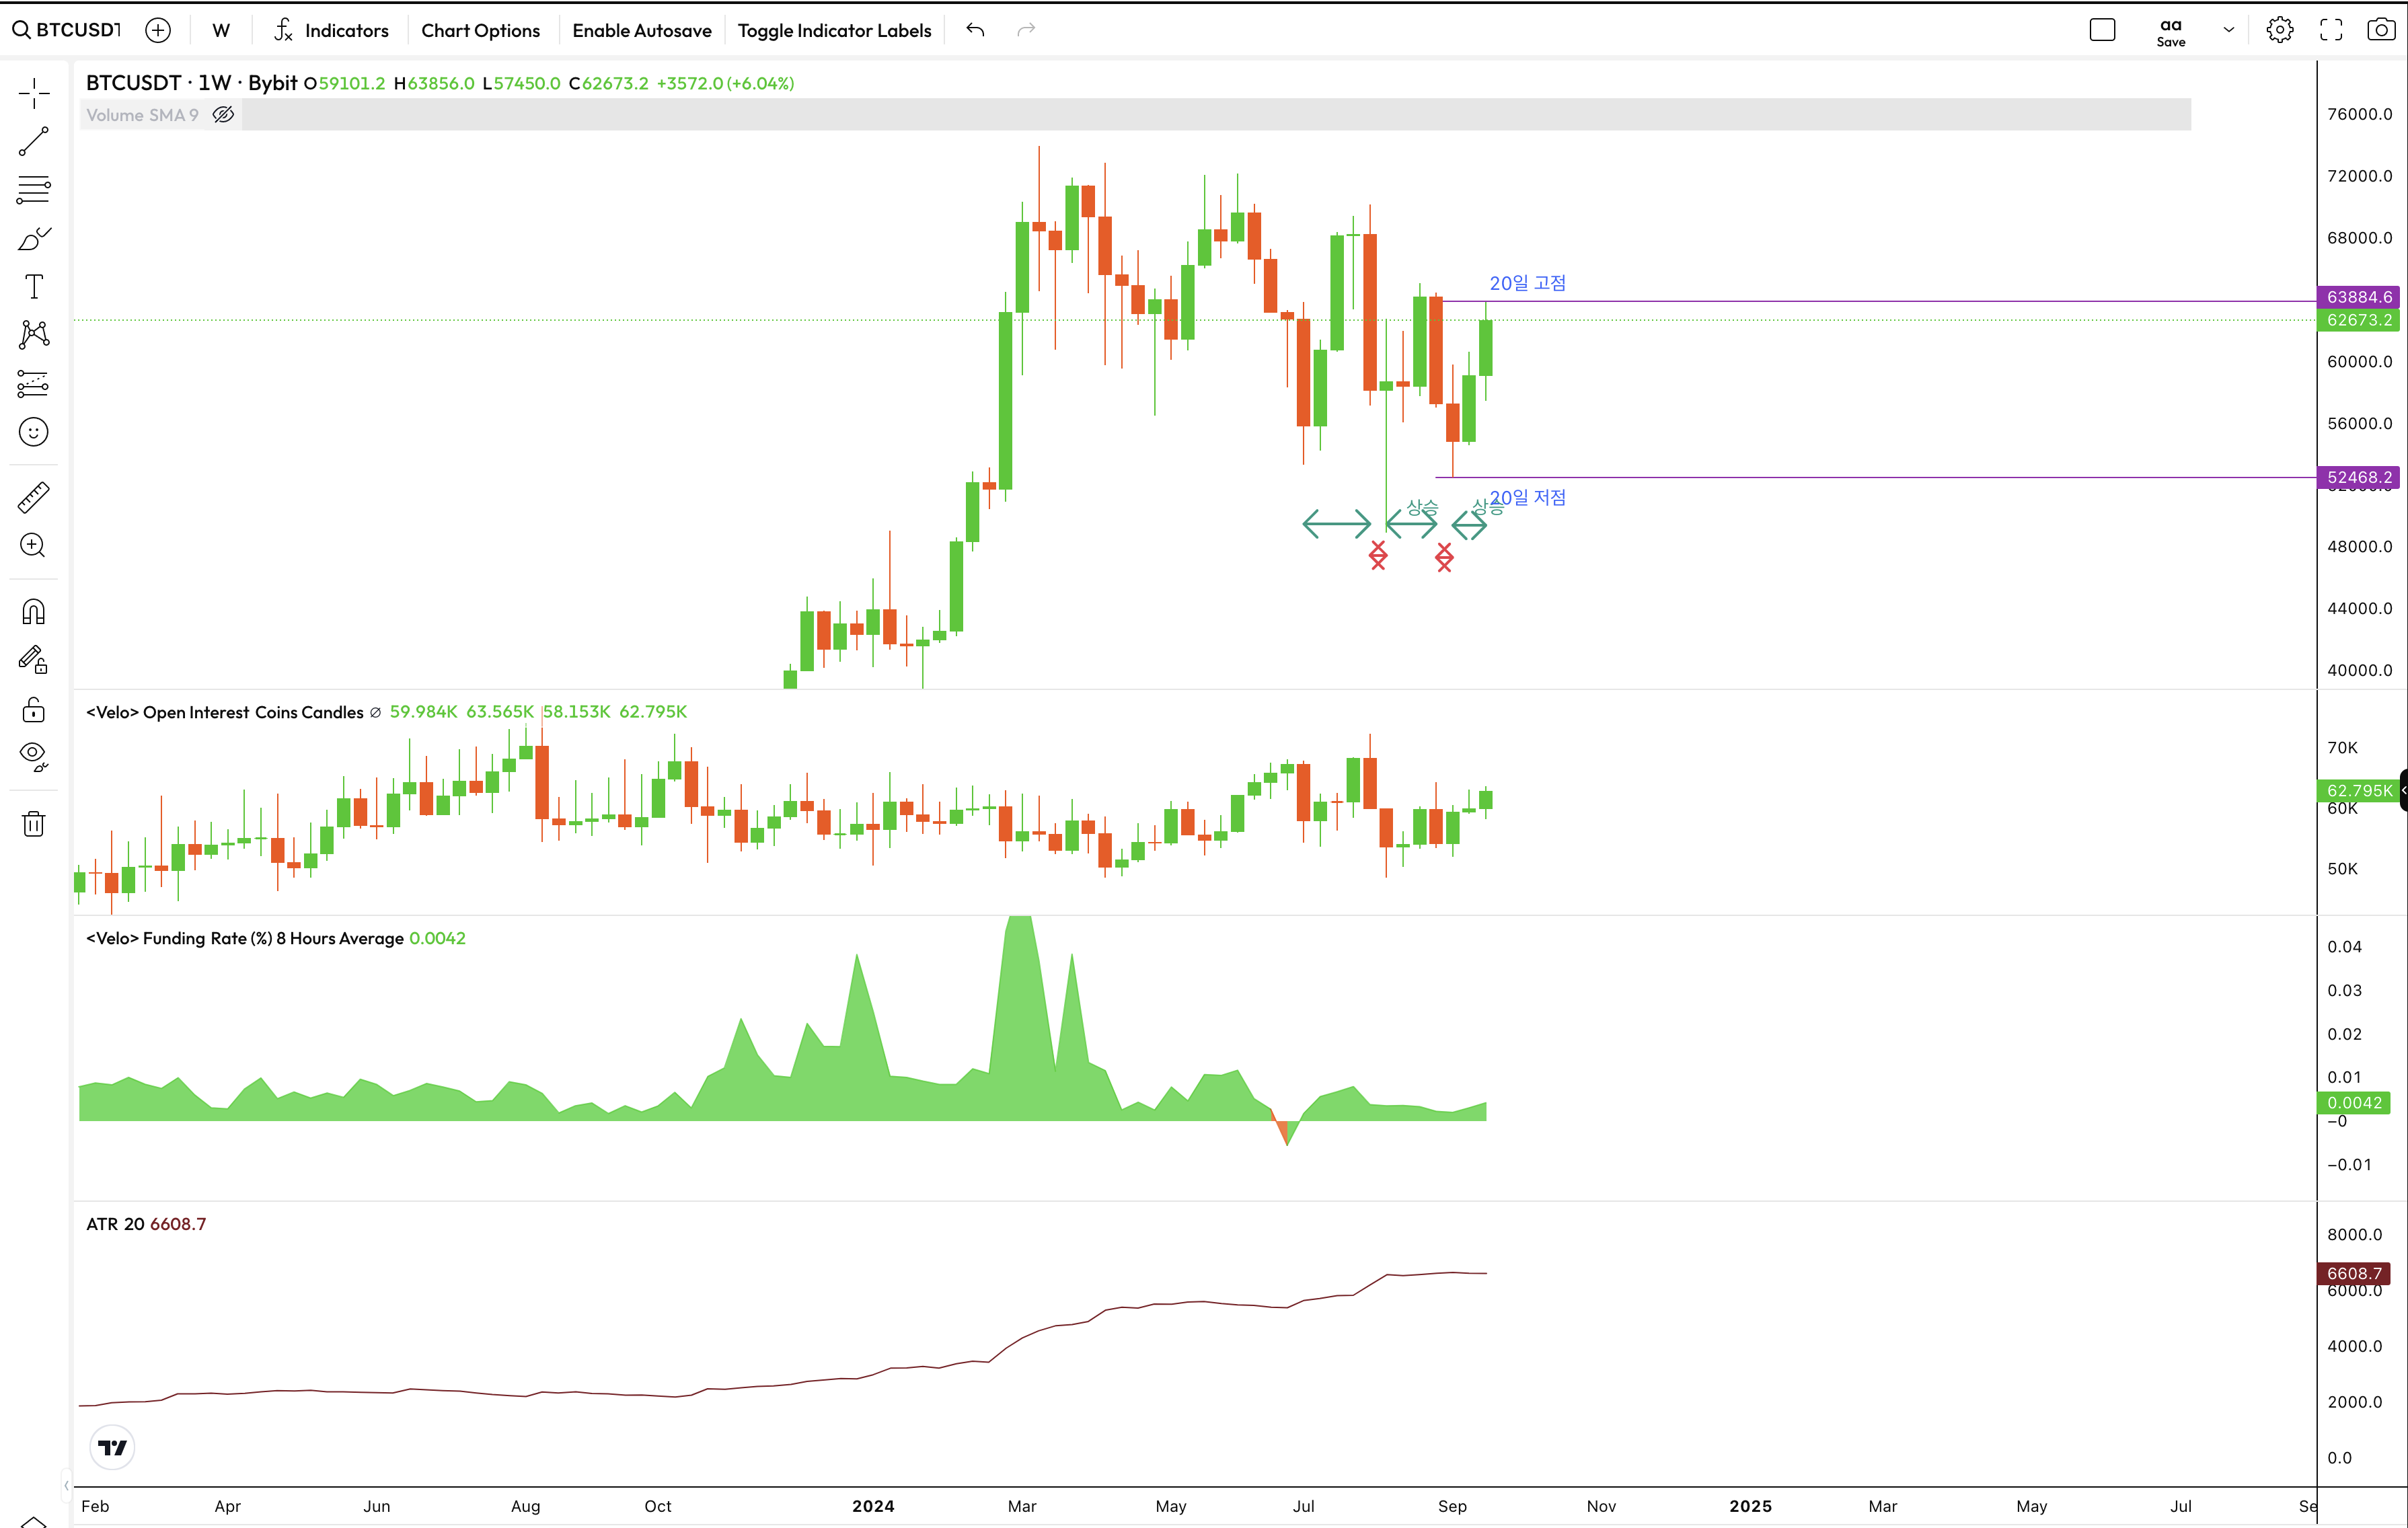 BTCUSDT W Indicators Chart Options Enable Autosave Toggle Indicator Labels aa
Save
BTCUSDT · 1W · Bybit O59101.2 H63856.0 L57450.0 C62673.2 +3572.0 (+6.04%)
Volume SMA 9
76000.0
72000.0
68000.0
20일 고점
63884.6
62673.2
60000.0
56000.0
52468.2
20일 저점
상승
상승
48000.0
44000.0
40000.0
<Velo> Open Interest Coins Candles ∅ 59.984K 63.565K 58.153K 62.795K
70K
62.795K
60K
50K
<Velo> Funding Rate (%) 8 Hours Average 0.0042
0.04
0.03
0.02
0.01
0.0042
−0
−0.01
ATR 20 6608.7
8000.0
6608.7
6000.0
4000.0
2000.0
0.0
Feb Apr Jun Aug Oct 2024 Mar May Jul Sep Nov 2025 Mar May Jul Se